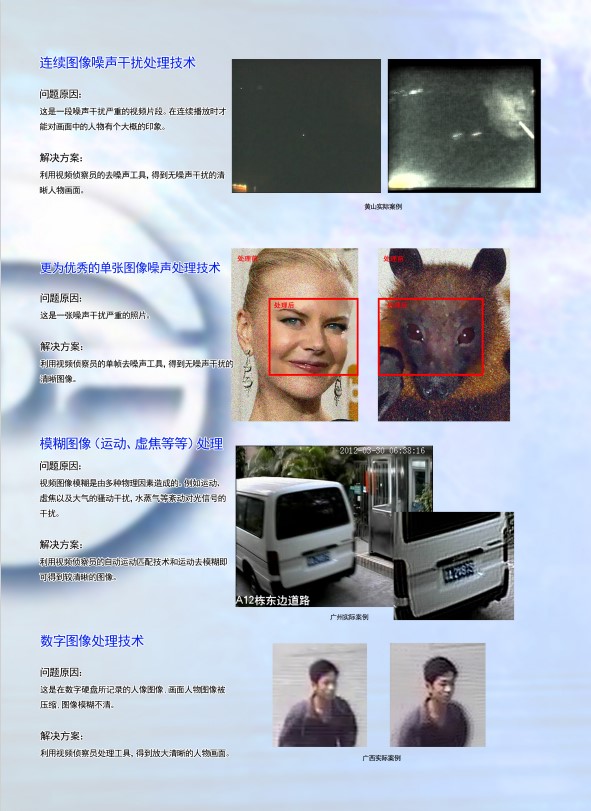 连续图像噪声干扰处理技术
问题原因：
这是一段噪声干扰严重的视频片段。在连续播放时才
能对画面中的人物有个大概的印象。
解决方案：
利用视频侦察员的去噪声工具，得到无噪声干扰的清
晰人物画面。
黄山实际案例
更为优秀的单张图像噪声处理技术
问题原因：
这是一张噪声干扰严重的照片。
解决方案：
利用视频侦察员的单帧去噪声工具，得到无噪声干扰的
清晰图像。
处理前
处理后
处理前
模糊图像（运动、虚焦等等）处理
问题原因：
视频图像模糊是由多种物理因素造成的，例如运动、
虚焦以及大气的骚动干扰，水蒸气等紊动对光信号的
干扰。
解决方案：
利用视频侦察员的自动运动匹配技术和运动去模糊即
可得到较清晰的图像。
2012-03-30 06:38:16
A12栋东边道路
广州实际案例
数字图像处理技术
问题原因：
这是在数字硬盘所记录的人像图像，画面人物图像被
压缩，图像模糊不清。
解决方案：
利用视频侦察员处理工具，得到放大清晰的人物画面。
广西实际案例